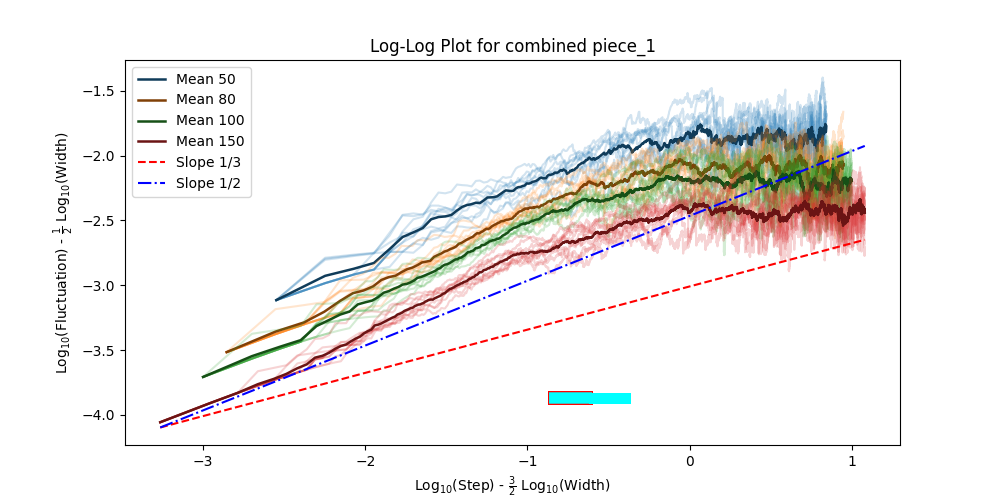 Log-Log Plot for combined piece_1
Mean 50
Mean 80
Mean 100
Mean 150
Slope 1/3
Slope 1/2
−1.5
−2.0
−2.5
−3.0
−3.5
−4.0
Log₁₀(Fluctuation) - ½ Log₁₀(Width)
−3
−2
−1
0
1
Log₁₀(Step) - 3/2 Log₁₀(Width)